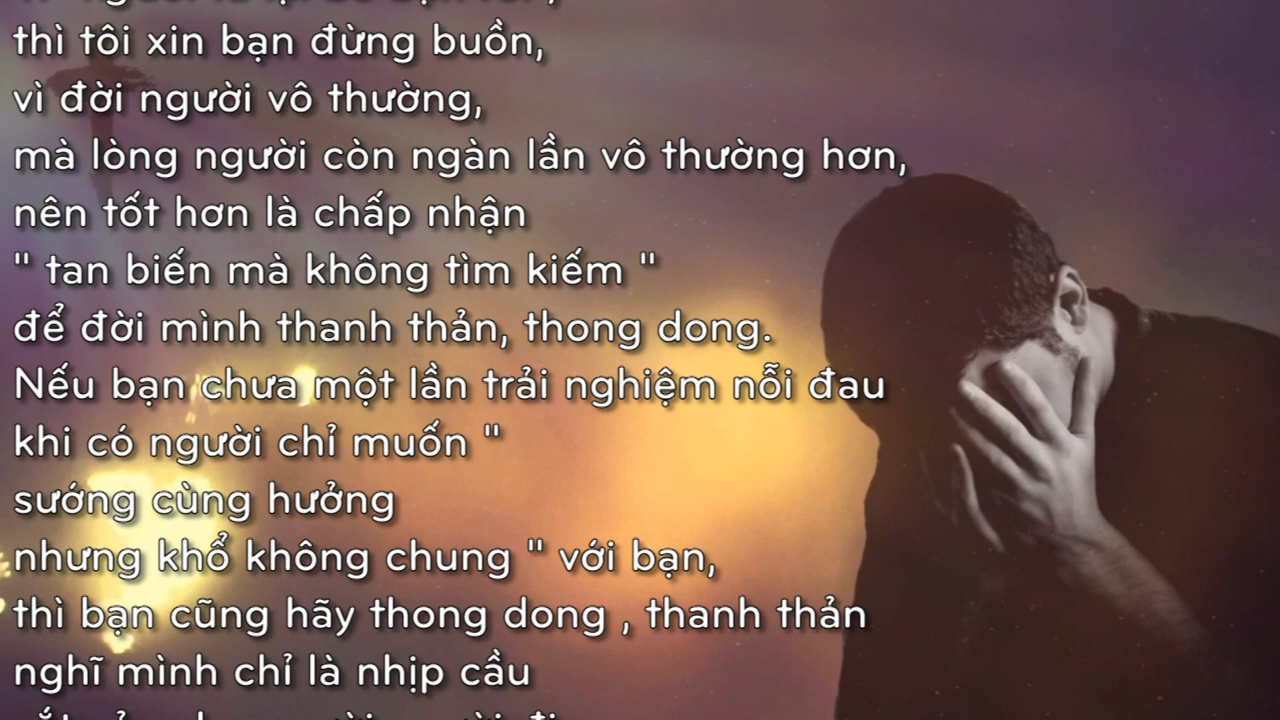 thì tôi xin bạn đừng buồn,
vì đời người vô thường,
mà lòng người còn ngàn lần vô thường hơn,
nên tốt hơn là chấp nhận
" tan biến mà không tìm kiếm "
để đời mình thanh thản, thong dong.
Nếu bạn chưa một lần trải nghiệm nỗi đau
khi có người chỉ muốn "
sướng cùng hưởng
nhưng khổ không chung " với bạn,
thì bạn cũng hãy thong dong , thanh thản
nghĩ mình chỉ là nhịp cầu